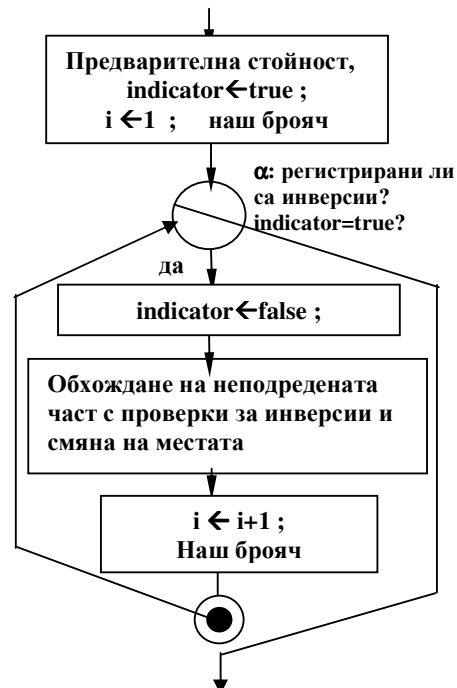 Предварителна стойност,
indicator←true ;
i ←1 ; наш брояч
α: регистрирани ли
са инверсии?
indicator=true?
да
indicator←false ;
Обхождане на неподредената
част с проверки за инверсии и
смяна на местата
i ← i+1 ;
Наш брояч